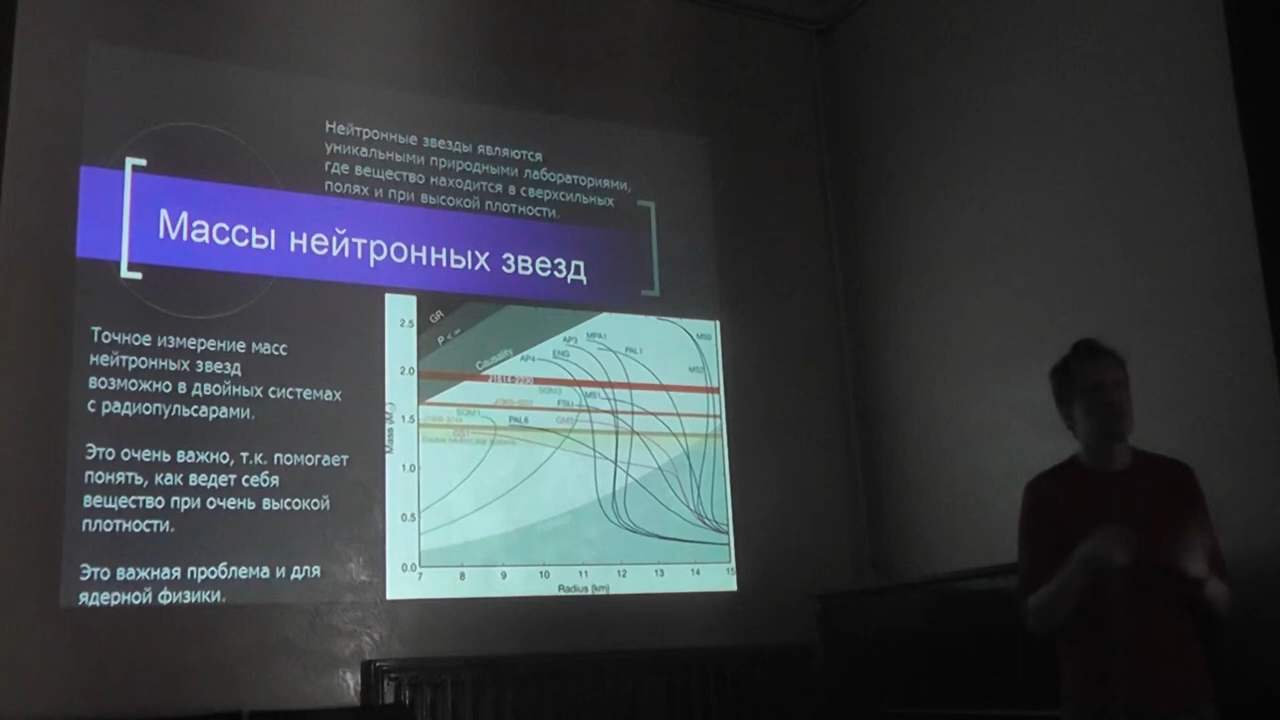 Нейтронные звезды являются
уникальными природными лабораториями,
где вещество находится в сверхсильных
полях и при высокой плотности.
Массы нейтронных звезд
Точное измерение масс
нейтронных звезд
возможно в двойных системах
с радиопульсарами.
Это очень важно, т.к. помогает
понять, как ведет себя
вещество при очень высокой
плотности.
Это важная проблема и для
ядерной физики.
GR
P <
Causality
AP4
ENG
AP3
MPA1
PAL1
MS0
MS2
J1614-2230
SQM3
FSU
MS1
SQM1
PAL6
GM3
GS1
2.5
2.0
1.5
1.0
0.5
0.0
7 8 9 10 11 12 13 14 15
Radius (km)